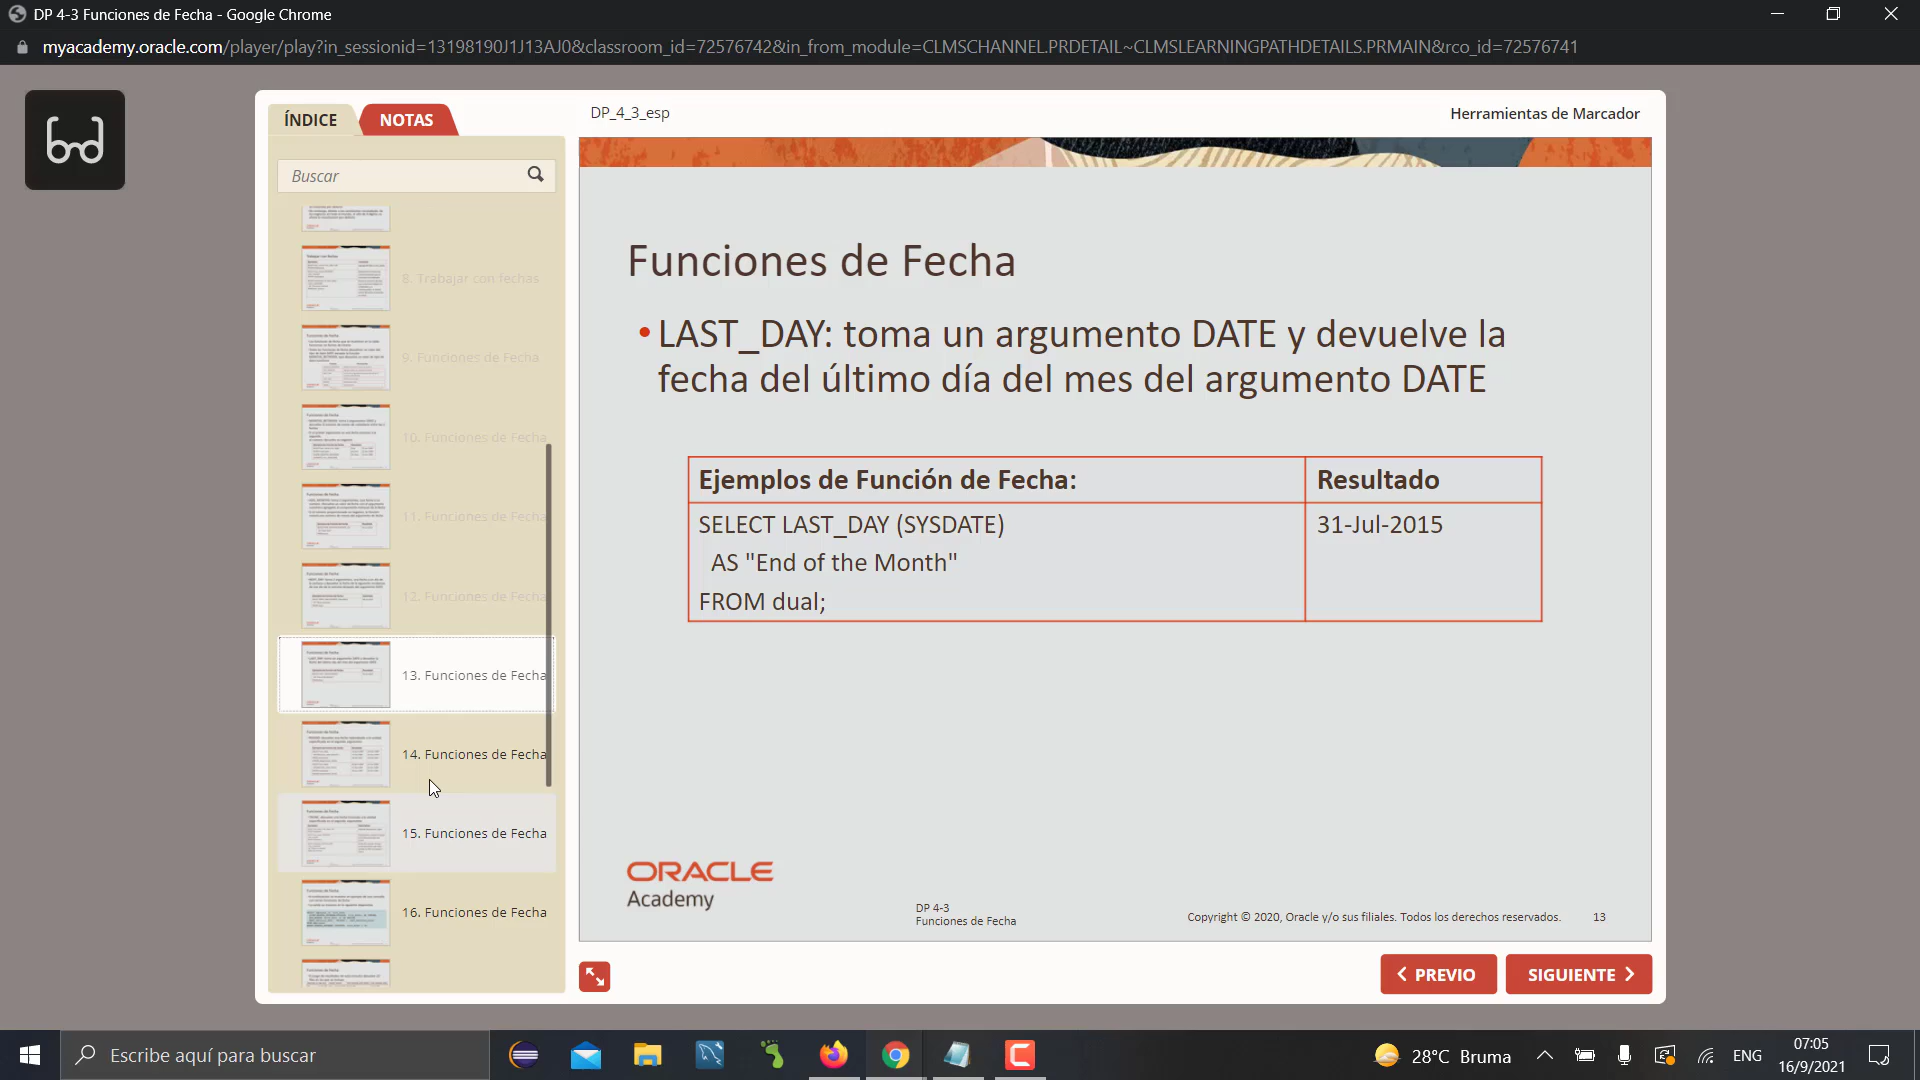 DP 4-3 Funciones de Fecha - Google Chrome
myacademy.oracle.com/player/play?in_sessionid=13198190J1J13AJ0&classroom_id=72576742&in_from_module=CLMSCHANNEL.PRDETAIL~CLMSLEARNINGPATHDETAILS.PRMAIN&rco_id=72576741
ÍNDICE
NOTAS
DP_4_3_esp
Herramientas de Marcador
Buscar
8. Trabajar con fechas
9. Funciones de Fecha
10. Funciones de Fecha
11. Funciones de Fecha
12. Funciones de Fecha
13. Funciones de Fecha
14. Funciones de Fecha
15. Funciones de Fecha
16. Funciones de Fecha
Funciones de Fecha
• LAST_DAY: toma un argumento DATE y devuelve la
fecha del último día del mes del argumento DATE
Ejemplos de Función de Fecha:
Resultado
SELECT LAST_DAY (SYSDATE)
31-Jul-2015
AS "End of the Month"
FROM dual;
ORACLE
Academy
DP 4-3
Funciones de Fecha
Copyright © 2020, Oracle y/o sus filiales. Todos los derechos reservados.
13
PREVIO
SIGUIENTE
Escribe aquí para buscar
28°C Bruma
ENG
07:05
16/9/2021